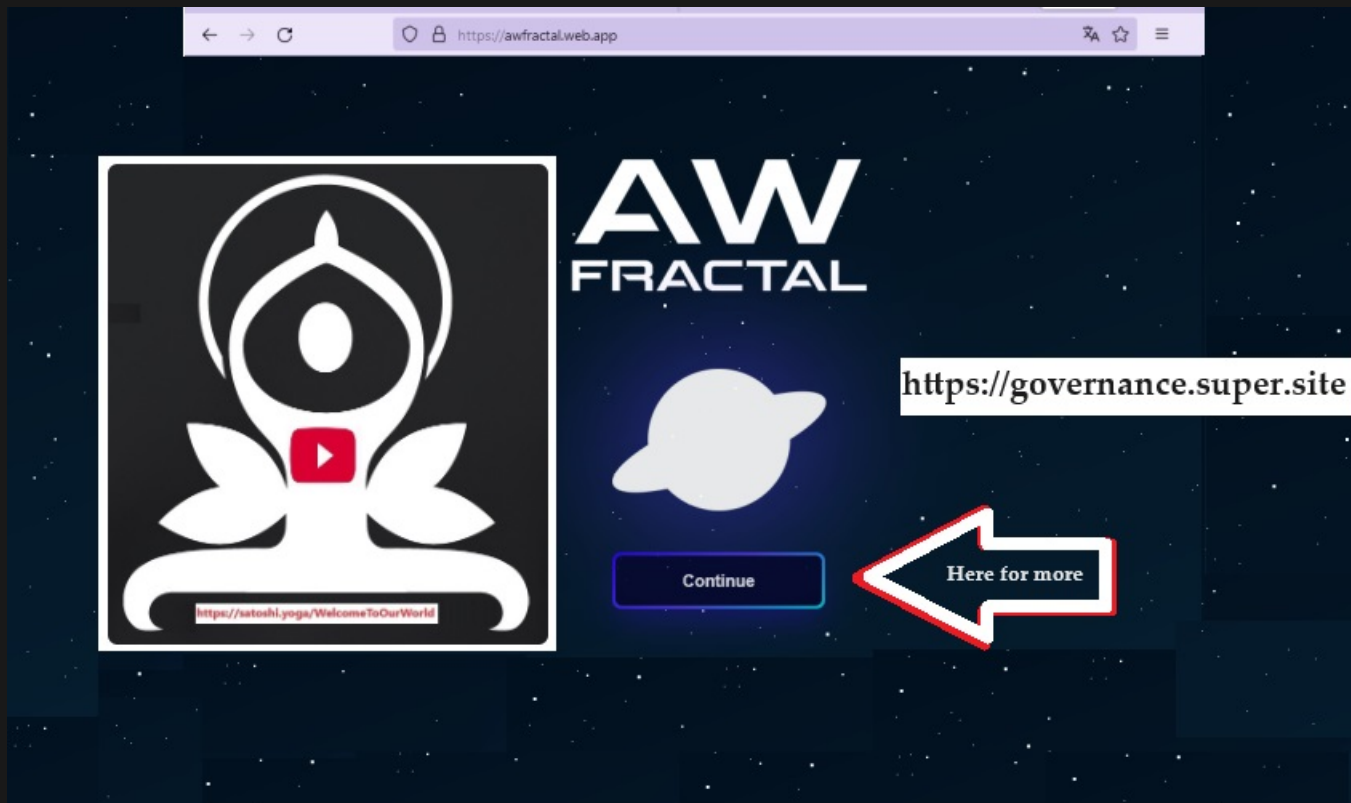 https://awfractal.web.app
AW
FRACTAL
https://governance.super.site
Continue
Here for more
https://satoshi.yoga/WelcomeToOurWorld